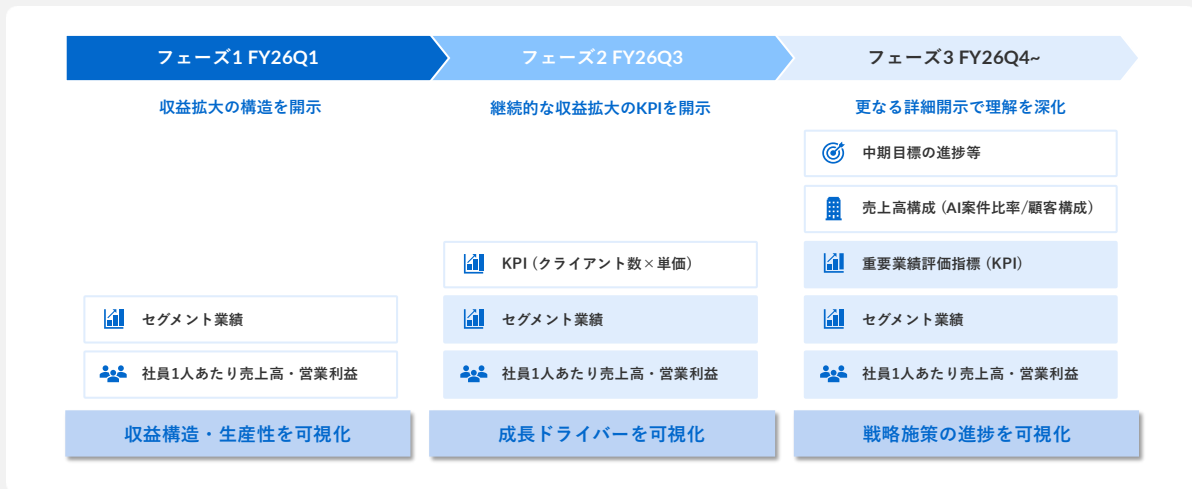 フェーズ1 FY26Q1
フェーズ2 FY26Q3
フェーズ3 FY26Q4~
収益拡大の構造を開示
継続的な収益拡大のKPIを開示
更なる詳細開示で理解を深化
中期目標の進捗等
売上高構成 (AI案件比率/顧客構成)
KPI (クライアント数×単価)
重要業績評価指標 (KPI)
セグメント業績
セグメント業績
セグメント業績
社員1人あたり売上高・営業利益
社員1人あたり売上高・営業利益
社員1人あたり売上高・営業利益
収益構造・生産性を可視化
成長ドライバーを可視化
戦略施策の進捗を可視化